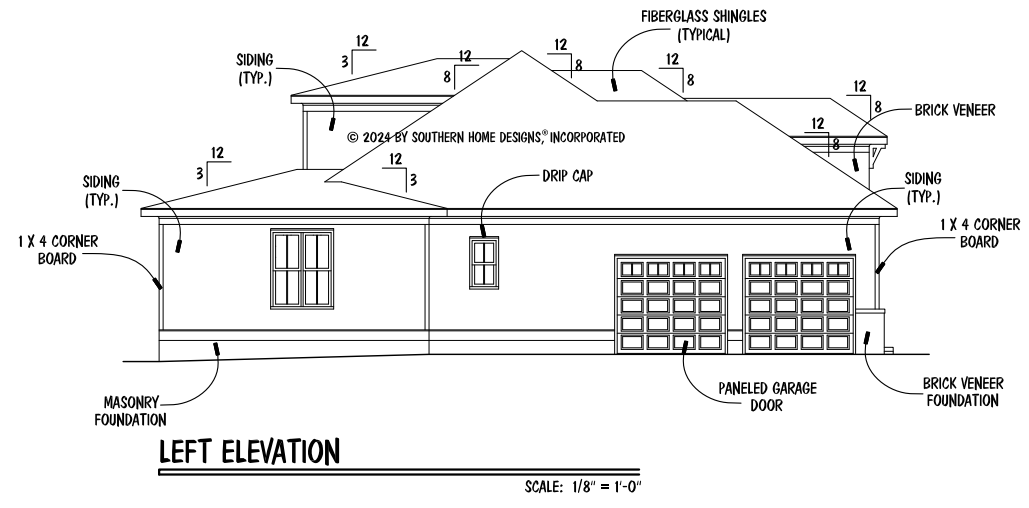 FIBERGLASS SHINGLES
(TYPICAL)
12
3
12
8
12
8
12
8
12
8
SIDING
(TYP.)
BRICK VENEER
12
8
© 2024 BY SOUTHERN HOME DESIGNS,® INCORPORATED
12
3
12
3
DRIP CAP
SIDING
(TYP.)
SIDING
(TYP.)
1 X 4 CORNER
BOARD
1 X 4 CORNER
BOARD
MASONRY
FOUNDATION
PANELED GARAGE
DOOR
BRICK VENEER
FOUNDATION
LEFT ELEVATION
SCALE: 1/8" = 1'-0"